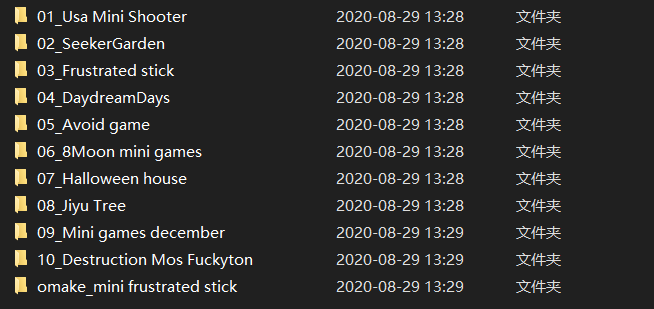 01_Usa Mini Shooter 2020-08-29 13:28 文件夹
02_SeekerGarden 2020-08-29 13:28 文件夹
03_Frustrated stick 2020-08-29 13:28 文件夹
04_DaydreamDays 2020-08-29 13:28 文件夹
05_Avoid game 2020-08-29 13:28 文件夹
06_8Moon mini games 2020-08-29 13:28 文件夹
07_Halloween house 2020-08-29 13:28 文件夹
08_Jiyu Tree 2020-08-29 13:28 文件夹
09_Mini games december 2020-08-29 13:29 文件夹
10_Destruction Mos Fuckyton 2020-08-29 13:29 文件夹
omake_mini frustrated stick 2020-08-29 13:29 文件夹